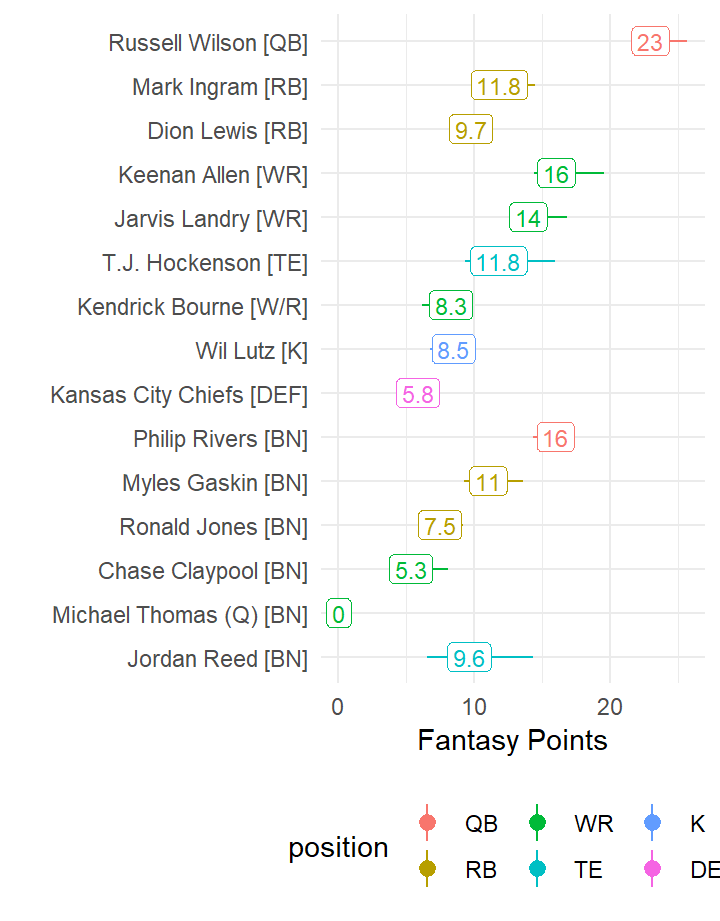 Russell Wilson [QB] 23
Mark Ingram [RB] 11.8
Dion Lewis [RB] 9.7
Keenan Allen [WR] 16
Jarvis Landry [WR] 14
T.J. Hockenson [TE] 11.8
Kendrick Bourne [W/R] 8.3
Wil Lutz [K] 8.5
Kansas City Chiefs [DEF] 5.8
Philip Rivers [BN] 16
Myles Gaskin [BN] 11
Ronald Jones [BN] 7.5
Chase Claypool [BN] 5.3
Michael Thomas (Q) [BN] 0
Jordan Reed [BN] 9.6
0 10 20
Fantasy Points
position
QB WR K
RB TE DE